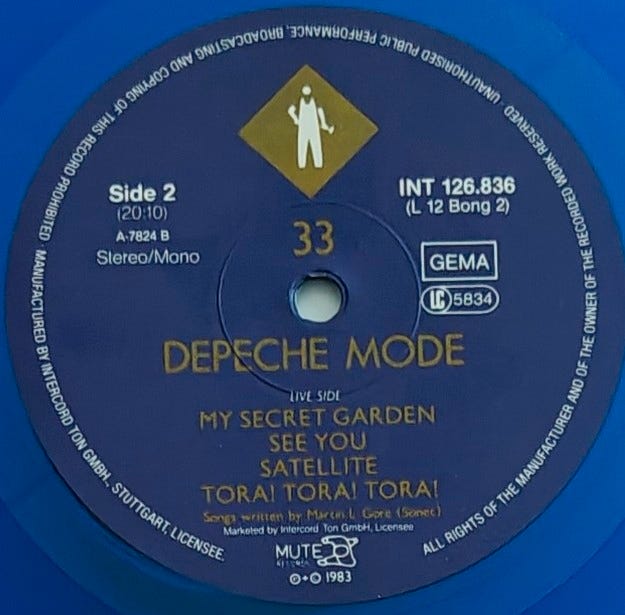 UNAUTHORISED PUBLIC PERFORMANCE, BROADCASTING AND COPYING OF THIS RECORD PROHIBITED MANUFACTURED BY INTERCORD TON GMBH., STUTTGART, LICENSEE.
ALL RIGHTS OF THE MANUFACTURER AND OF THE OWNER OF THE RECORDED WORK RESERVED
Side 2
(20:10)
A-7824 B
Stereo/Mono
33
INT 126.836
(L 12 Bong 2)
GEMA
LC 5834
DEPECHE MODE
LIVE SIDE
MY SECRET GARDEN
SEE YOU
SATELLITE
TORA! TORA! TORA!
Songs written by Martin L Gore (Sonet)
Marketed by Intercord Ton GmbH, Licensee
MUTE
RECORDS
℗+© 1983